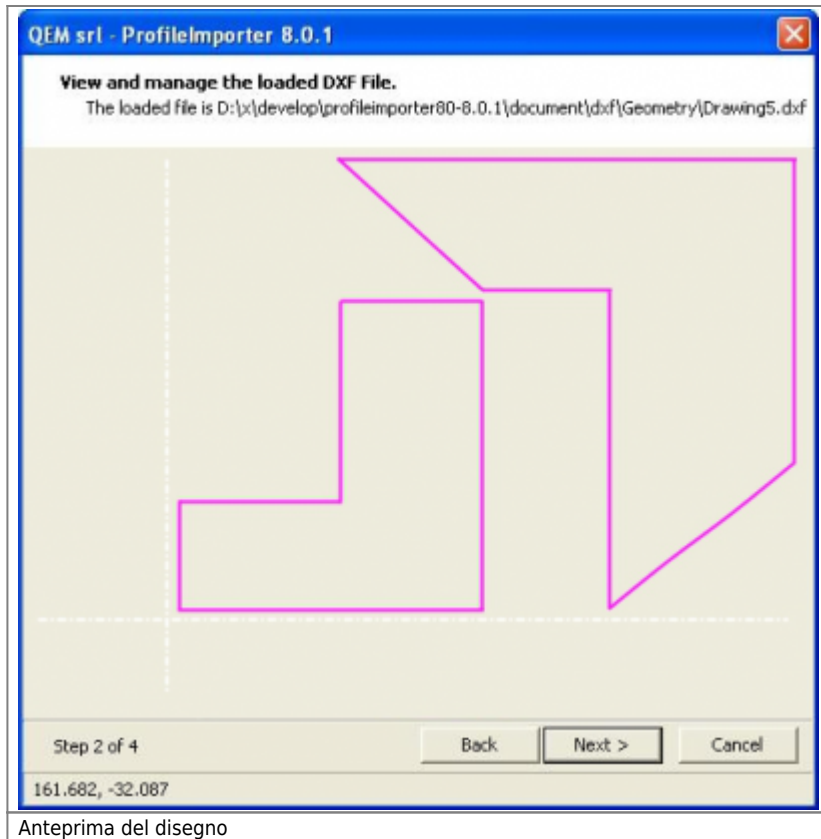 QEM srl - ProfileImporter 8.0.1
View and manage the loaded DXF File.
The loaded file is D:\x\develop\profileimporter80-8.0.1\document\dxf\Geometry\Drawing5.dxf
Step 2 of 4
Back
Next >
Cancel
161.682, -32.087
Anteprima del disegno